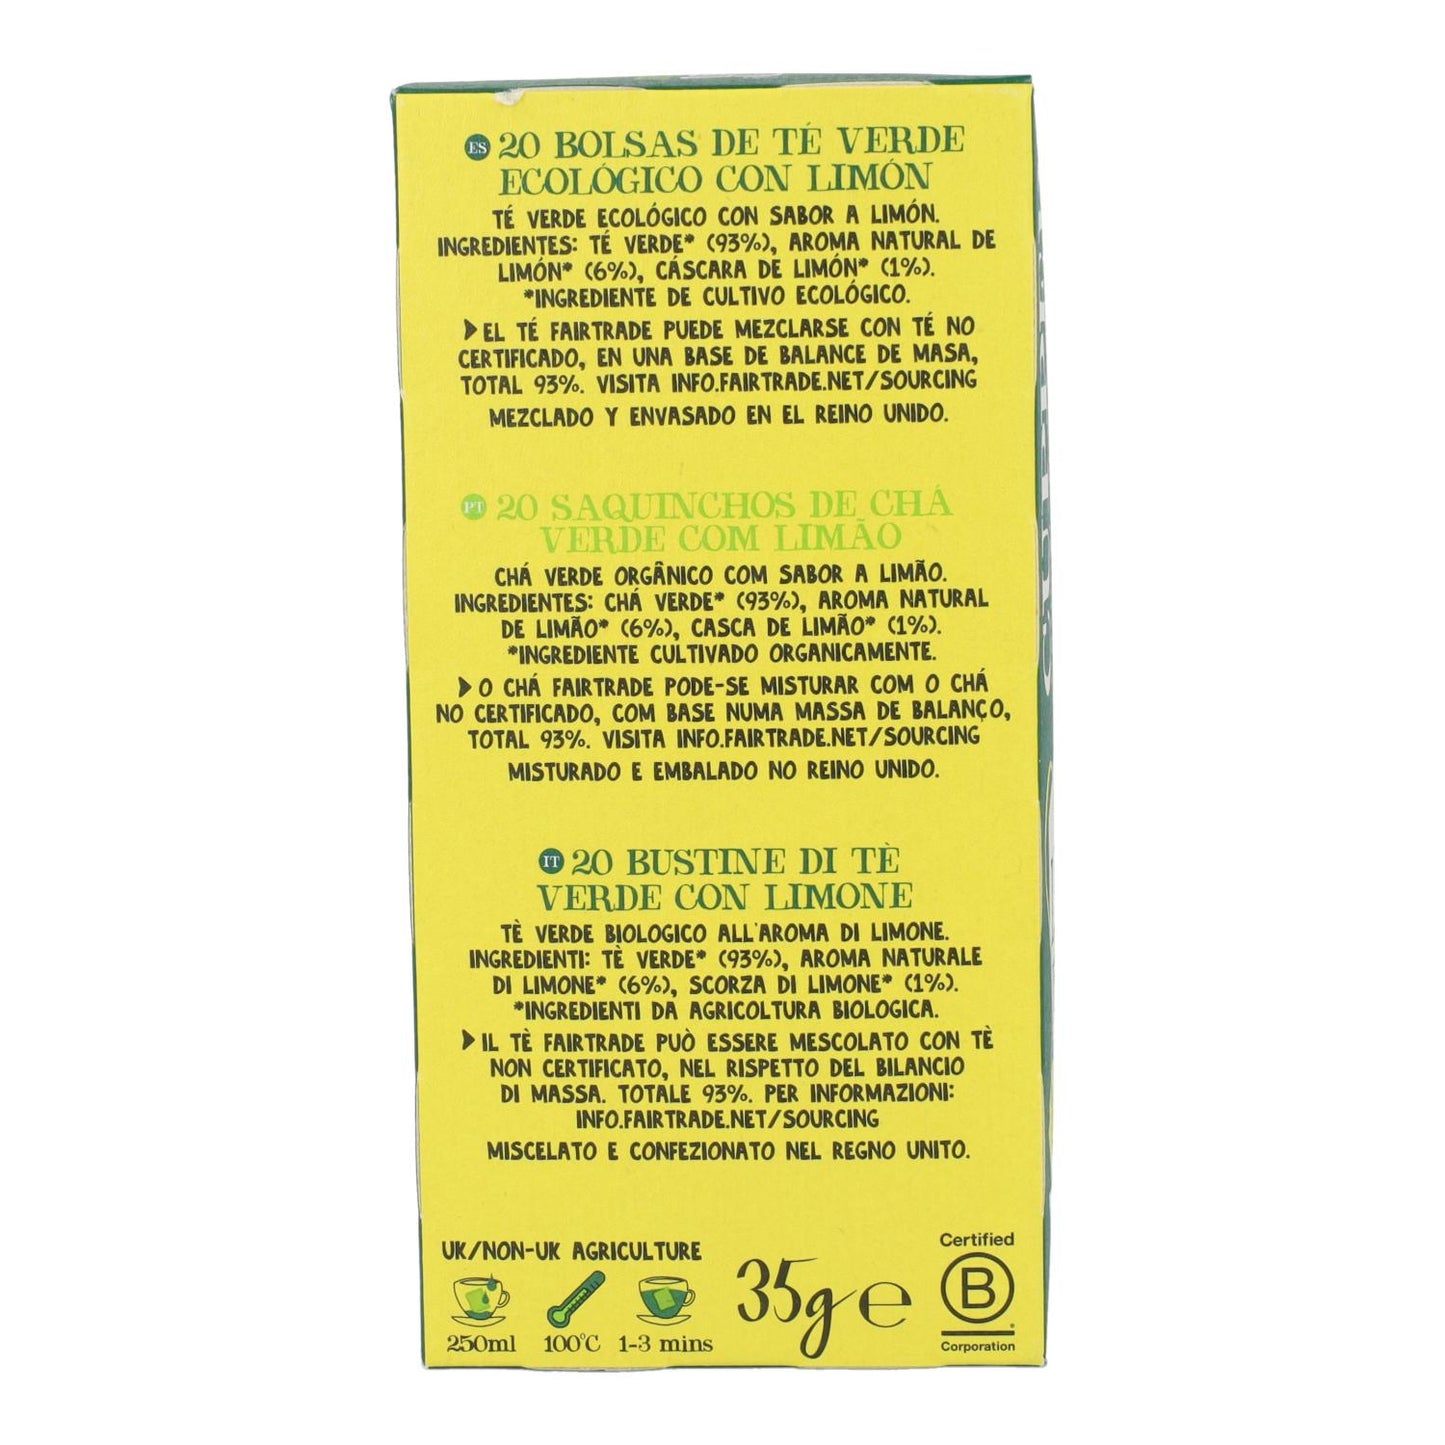 ES 20 BOLSAS DE TÉ VERDE
ECOLÓGICO CON LIMÓN
TÉ VERDE ECOLÓGICO CON SABOR A LIMÓN.
INGREDIENTES: TÉ VERDE* (93%), AROMA NATURAL DE
LIMÓN* (6%), CÁSCARA DE LIMÓN* (1%).
*INGREDIENTE DE CULTIVO ECOLÓGICO.
EL TÉ FAIRTRADE PUEDE MEZCLARSE CON TÉ NO
CERTIFICADO, EN UNA BASE DE BALANCE DE MASA,
TOTAL 93%. VISITA INFO.FAIRTRADE.NET/SOURCING
MEZCLADO Y ENVASADO EN EL REINO UNIDO.
PT 20 SAQUINCHOS DE CHÁ
VERDE COM LIMÃO
CHÁ VERDE ORGÂNICO COM SABOR A LIMÃO.
INGREDIENTES: CHÁ VERDE* (93%), AROMA NATURAL
DE LIMÃO* (6%), CASCA DE LIMÃO* (1%).
*INGREDIENTE CULTIVADO ORGANICAMENTE.
O CHÁ FAIRTRADE PODE-SE MISTURAR COM O CHÁ
NO CERTIFICADO, COM BASE NUMA MASSA DE BALANÇO,
TOTAL 93%. VISITA INFO.FAIRTRADE.NET/SOURCING
MISTURADO E EMBALADO NO REINO UNIDO.
IT 20 BUSTINE DI TÈ
VERDE CON LIMONE
TÈ VERDE BIOLOGICO ALL'AROMA DI LIMONE.
INGREDIENTI: TÈ VERDE* (93%), AROMA NATURALE
DI LIMONE* (6%), SCORZA DI LIMONE* (1%).
*INGREDIENTI DA AGRICOLTURA BIOLOGICA.
IL TÈ FAIRTRADE PUÒ ESSERE MESCOLATO CON TÈ
NON CERTIFICATO, NEL RISPETTO DEL BILANCIO
DI MASSA. TOTALE 93%. PER INFORMAZIONI:
INFO.FAIRTRADE.NET/SOURCING
MISCELATO E CONFEZIONATO NEL REGNO UNITO.
UK/NON-UK AGRICULTURE
250ml 100°C 1-3 mins
35g e
Certified
B
Corporation